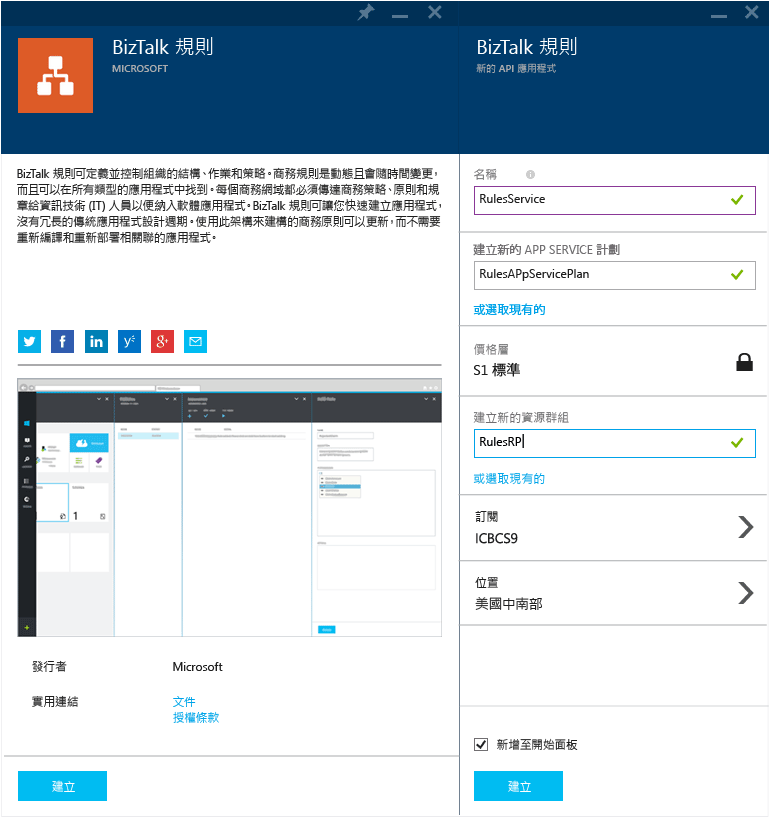 BizTalk 規則
MICROSOFT
BizTalk 規則可定義並控制組織的結構、作業和策略。商務規則是動態且會隨時間變更,
而且可以在所有類型的應用程式中找到。每個商務網域都必須傳達商務策略、原則和規
章給資訊技術 (IT) 人員以便納入軟體應用程式。BizTalk 規則可讓您快速建立應用程式,
沒有冗長的傳統應用程式設計週期。使用此架構來建構的商務原則可以更新,而不需要
重新編譯和重新部署相關聯的應用程式。
發行者 Microsoft
實用連結 文件
授權條款
建立
BizTalk 規則
新的 API 應用程式
名稱
RulesService
建立新的 APP SERVICE 計劃
RulesAPpServicePlan
或選取現有的
價格層
S1 標準
建立新的資源群組
RulesRP
或選取現有的
訂閱
ICBCS9
位置
美國中南部
新增至開始面板
建立